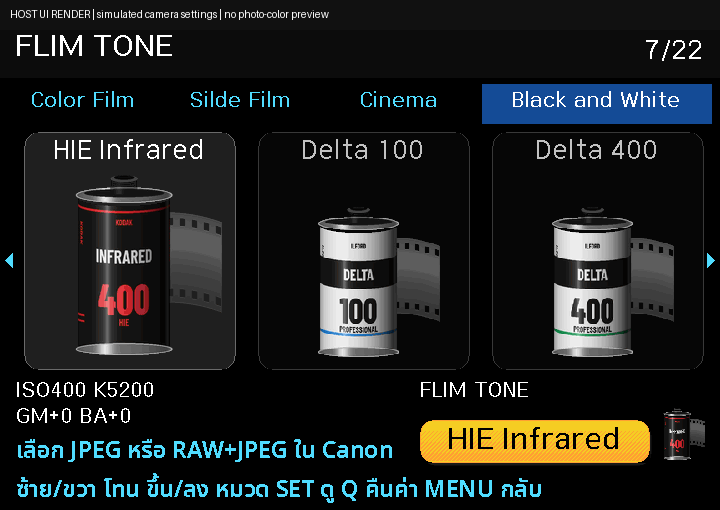 HOST UI RENDER | simulated camera settings | no photo-color preview
FLIM TONE
7/22
Color Film
Silde Film
Cinema
Black and White
HIE Infrared
Delta 100
Delta 400
KODAK
INFRARED
400
HIE
ILFORD
DELTA
100
PROFESSIONAL
ILFORD
DELTA
400
PROFESSIONAL
ISO400 K5200
GM+0 BA+0
FLIM TONE
HIE Infrared
400
เลือก JPEG หรือ RAW+JPEG ใน Canon
ซ้าย/ขวา โทน ขึ้น/ลง หมวด SET ดู Q คืนค่า MENU กลับ